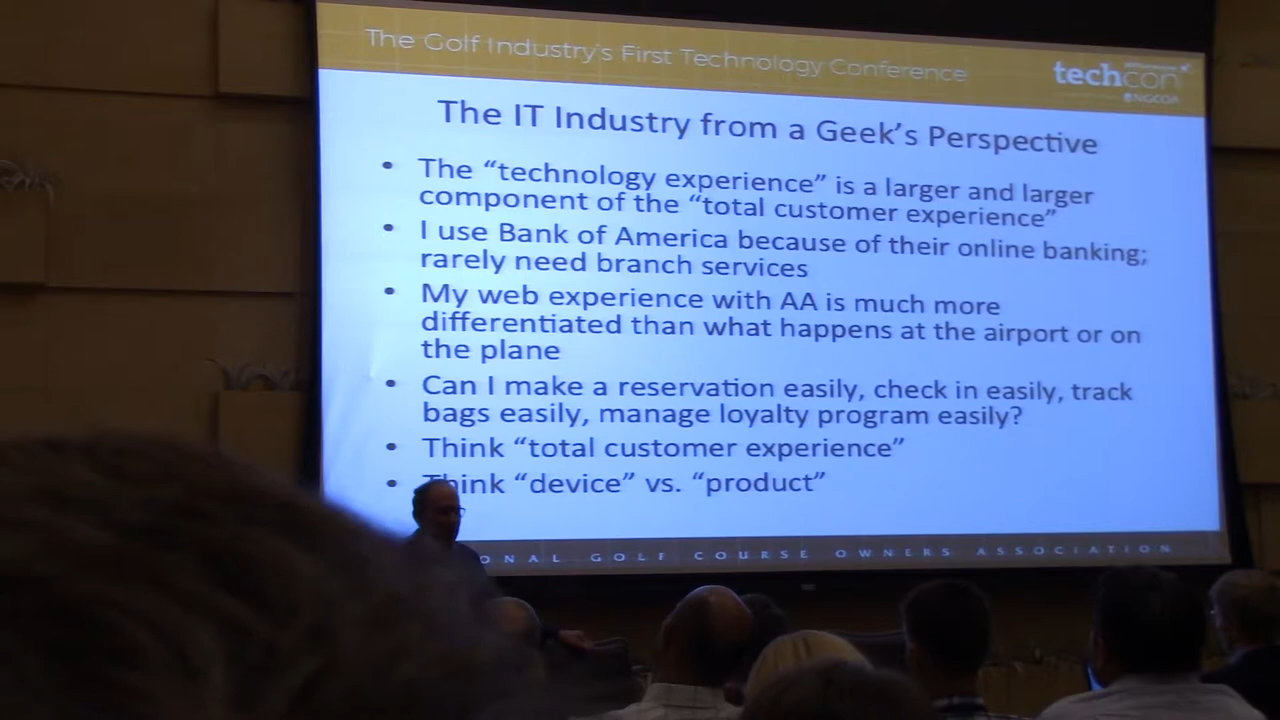 The Golf Industry's First Technology Conference
techcon
@NGCOA
The IT Industry from a Geek's Perspective
• The “technology experience” is a larger and larger
component of the “total customer experience”
• I use Bank of America because of their online banking;
rarely need branch services
• My web experience with AA is much more
differentiated than what happens at the airport or on
the plane
• Can I make a reservation easily, check in easily, track
bags easily, manage loyalty program easily?
• Think “total customer experience”
• Think “device” vs. “product”
ONAL GOLF COURSE OWNERS ASSOCIATION